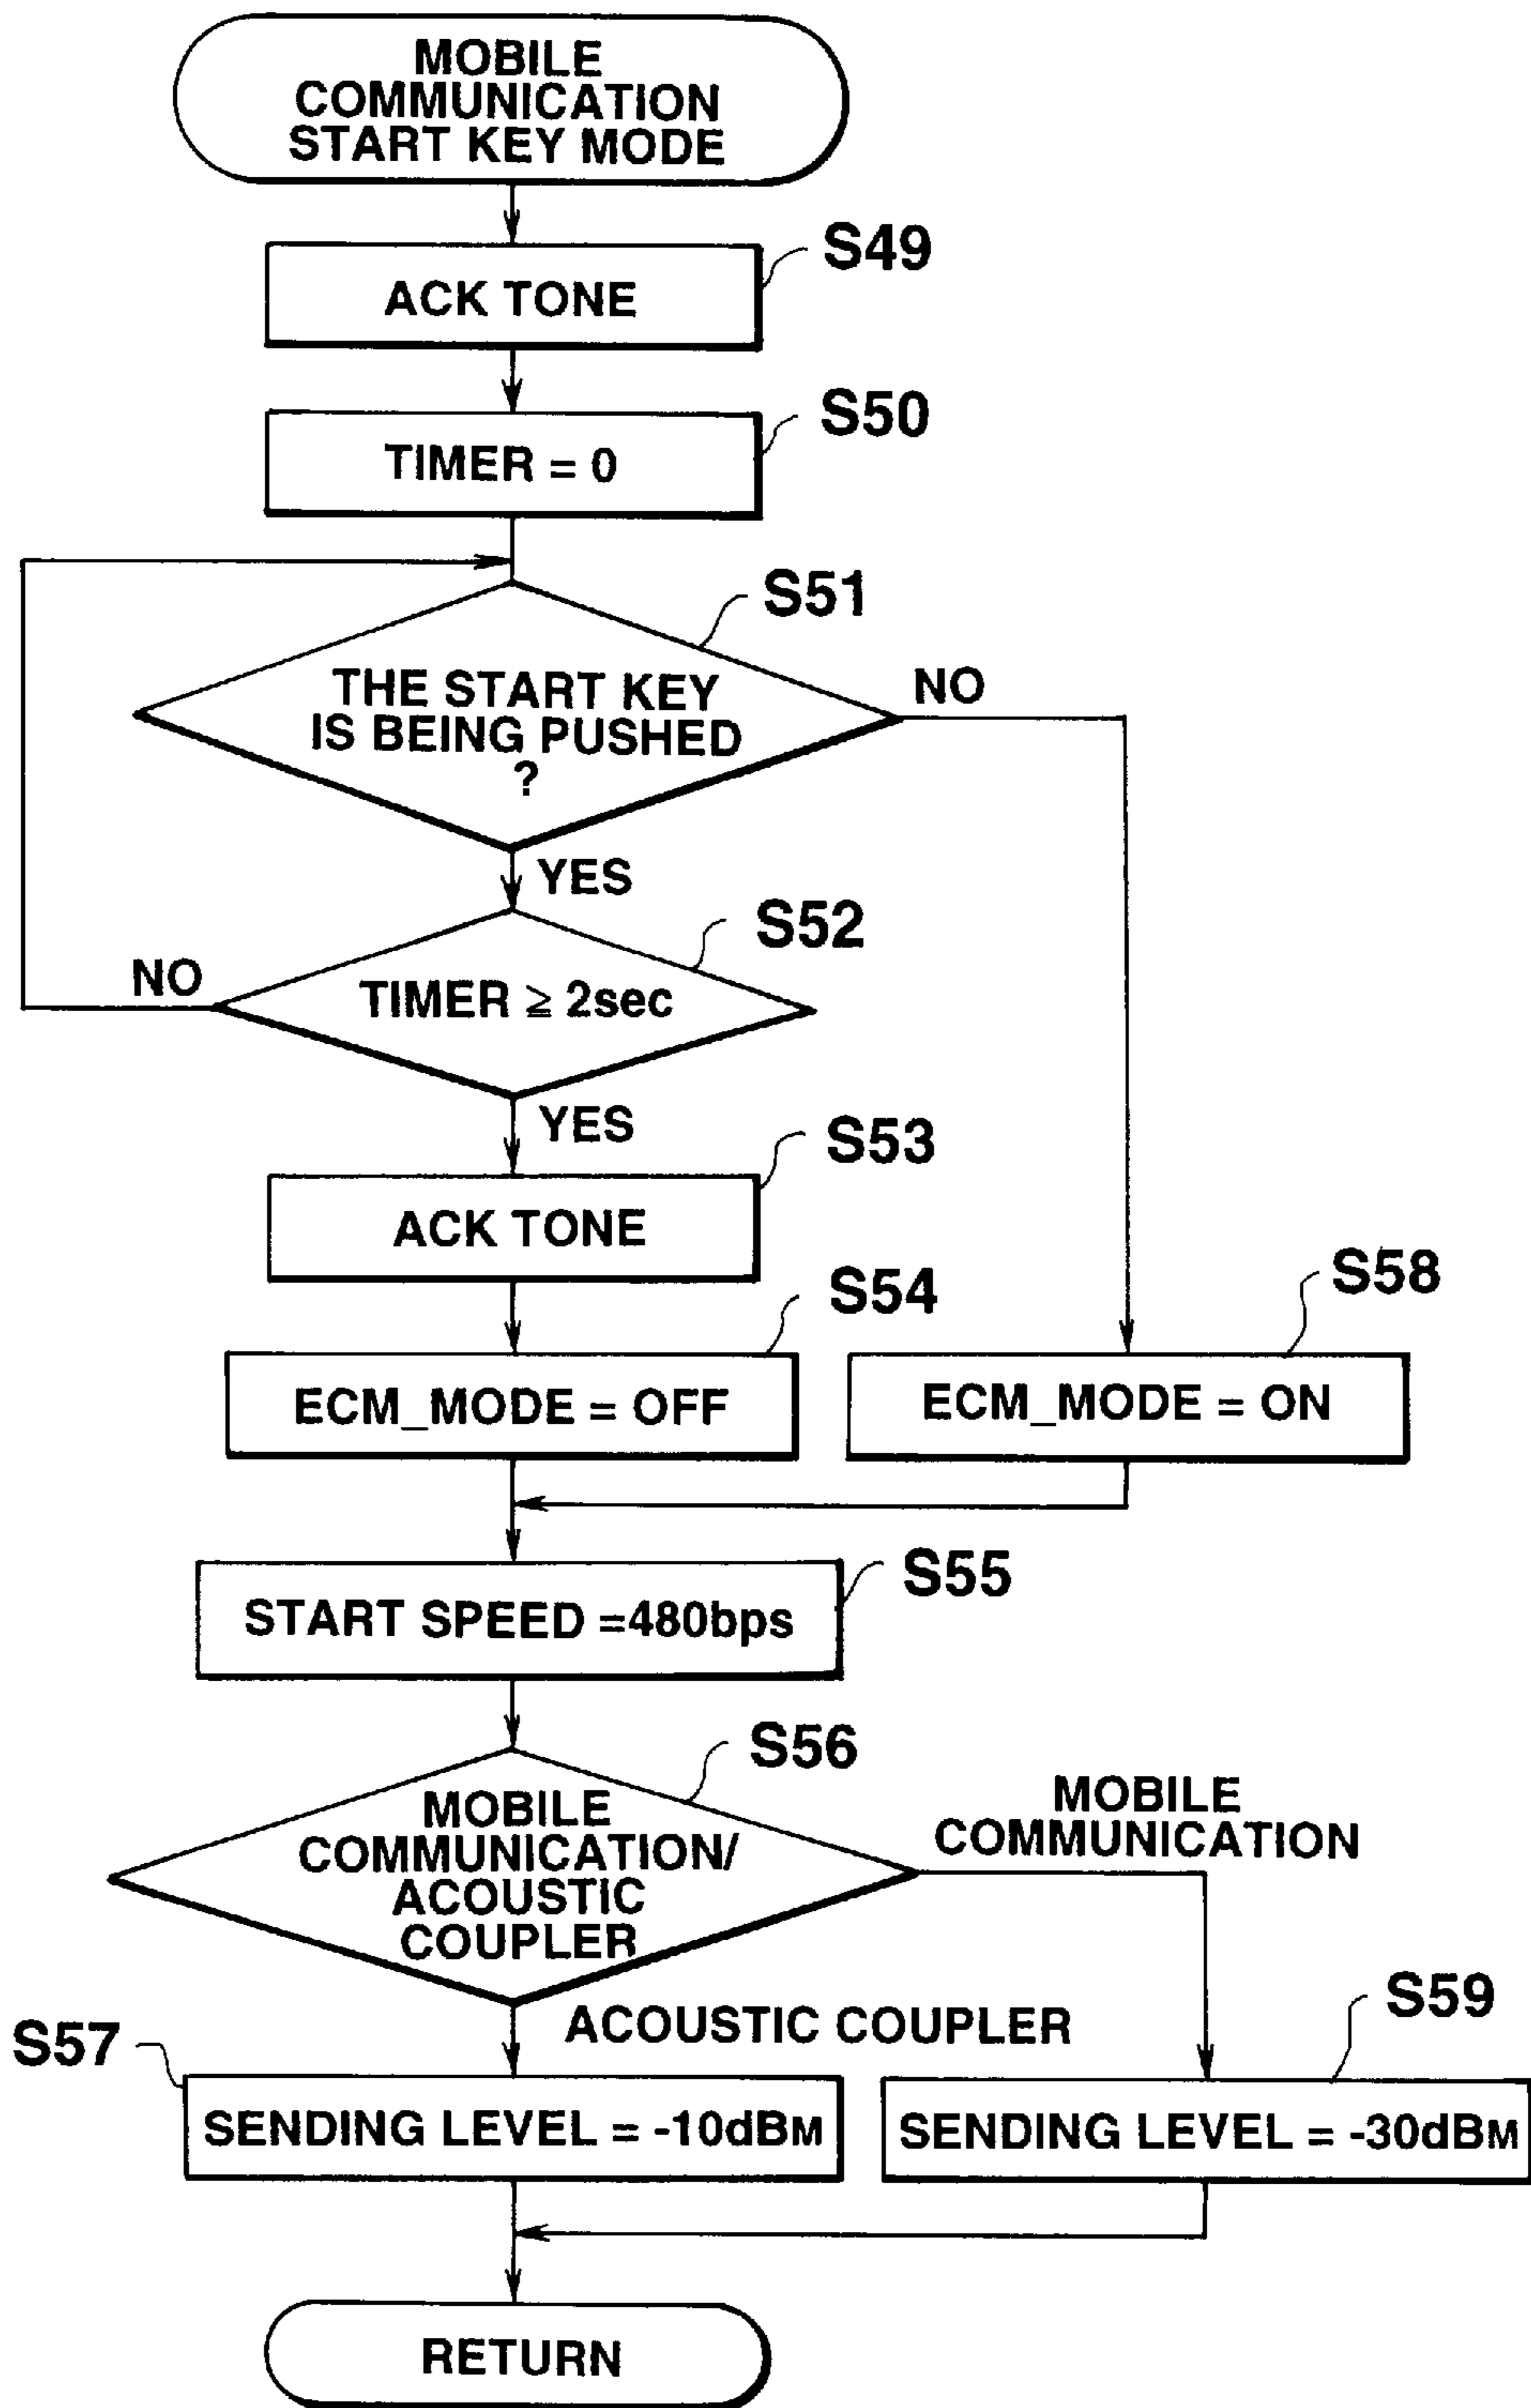 MOBILE
COMMUNICATION
START KEY MODE
S49
ACK TONE
S50
TIMER = 0
S51
THE START KEY
IS BEING PUSHED
?
NO
YES
S52
NO
TIMER ≧ 2sec
YES
S53
ACK TONE
S54
ECM_MODE = OFF
S58
ECM_MODE = ON
S55
START SPEED =480bps
S56
MOBILE
COMMUNICATION/
ACOUSTIC
COUPLER
MOBILE
COMMUNICATION
ACOUSTIC COUPLER
S57
SENDING LEVEL = -10dBM
S59
SENDING LEVEL = -30dBM
RETURN